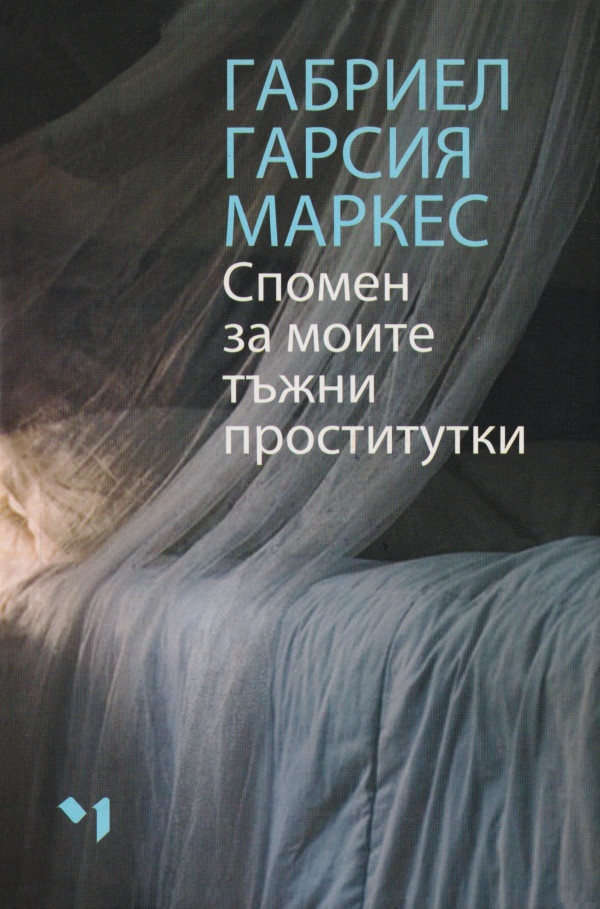 ГАБРИЕЛ
ГАРСИЯ
МАРКЕС
Спомен
за моите
тъжни
проститутки